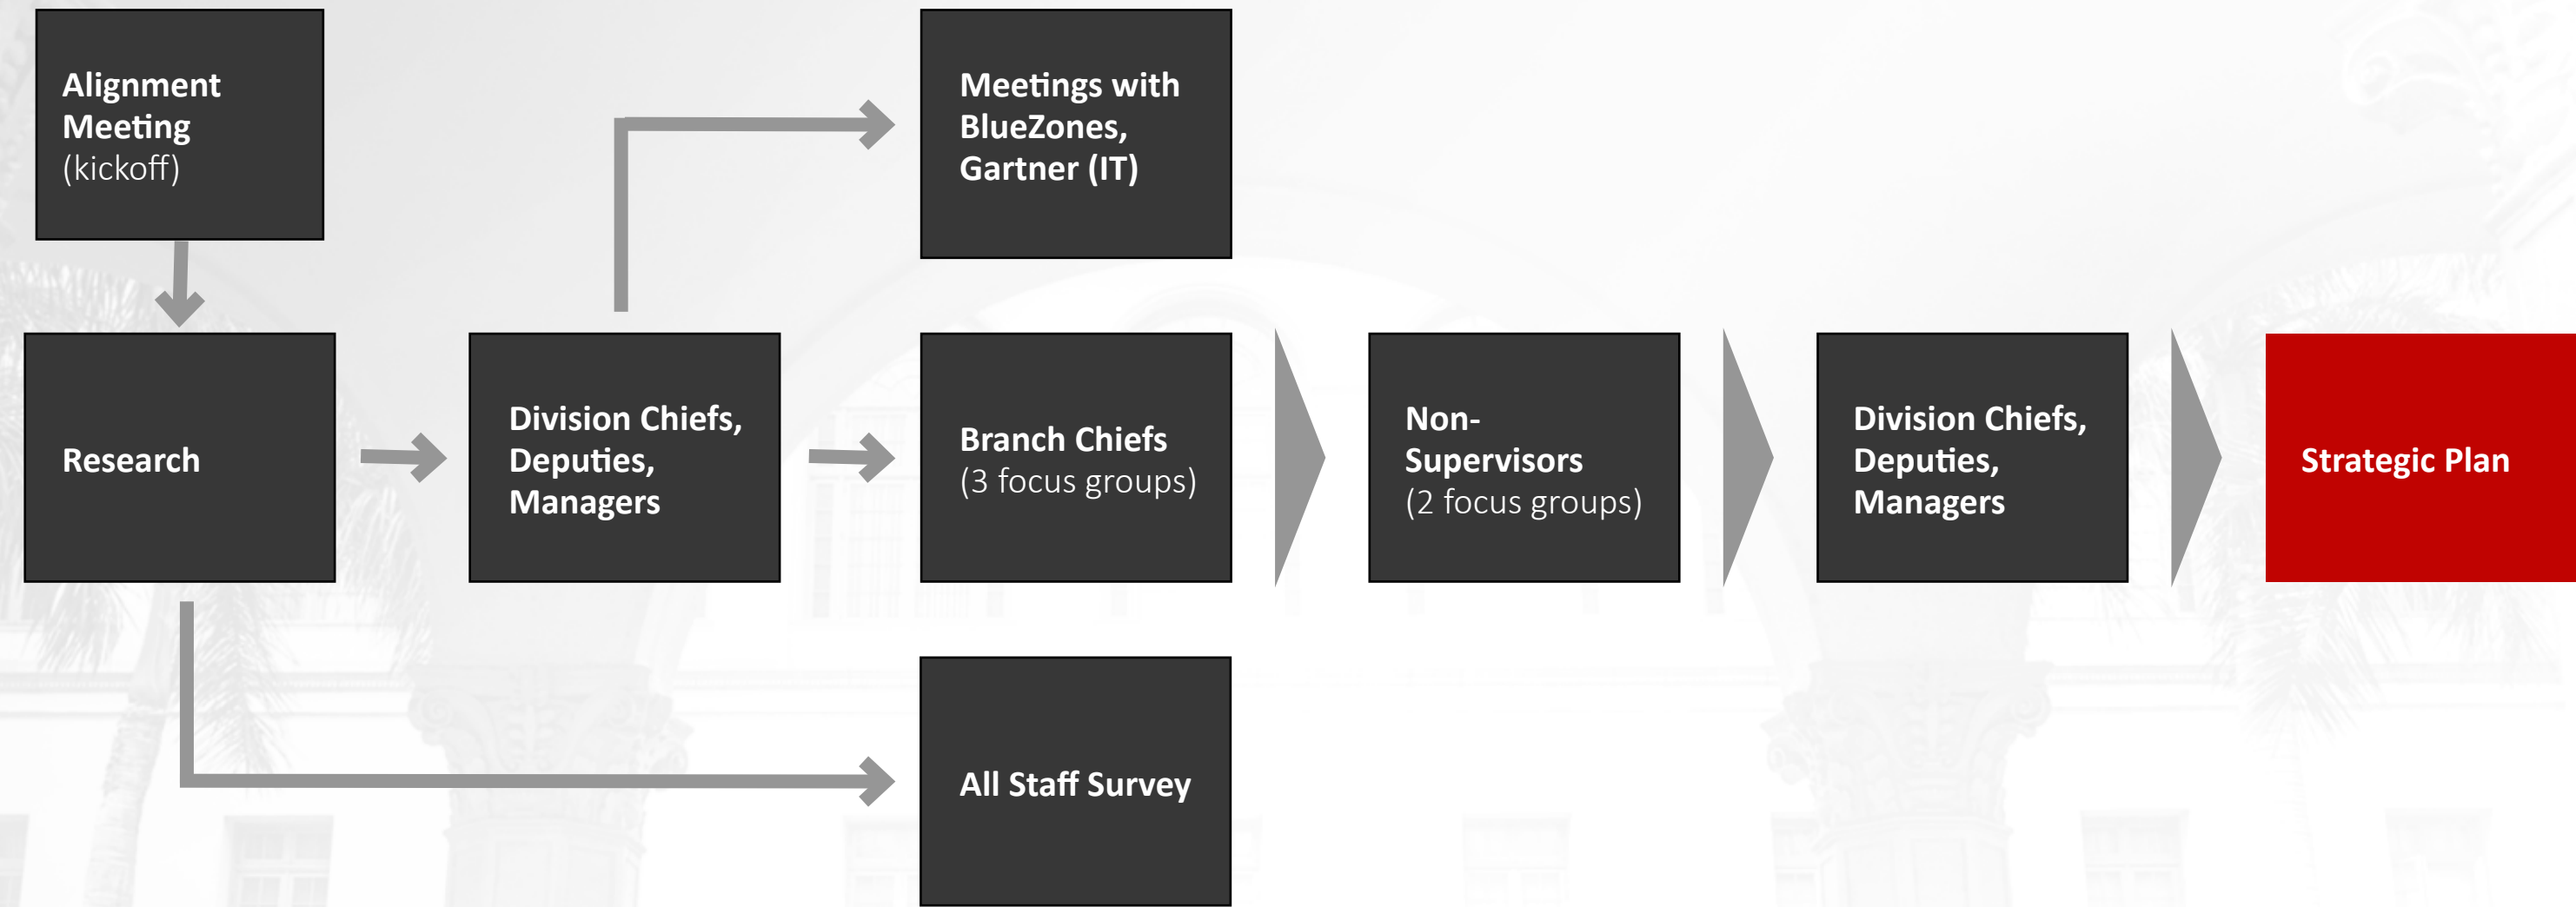 Alignment
Meeting
(kickoff)
Meetings with
BlueZones,
Gartner (IT)
Research
Division Chiefs,
Deputies,
Managers
Branch Chiefs
(3 focus groups)
Non-
Supervisors
(2 focus groups)
Division Chiefs,
Deputies,
Managers
Strategic Plan
All Staff Survey